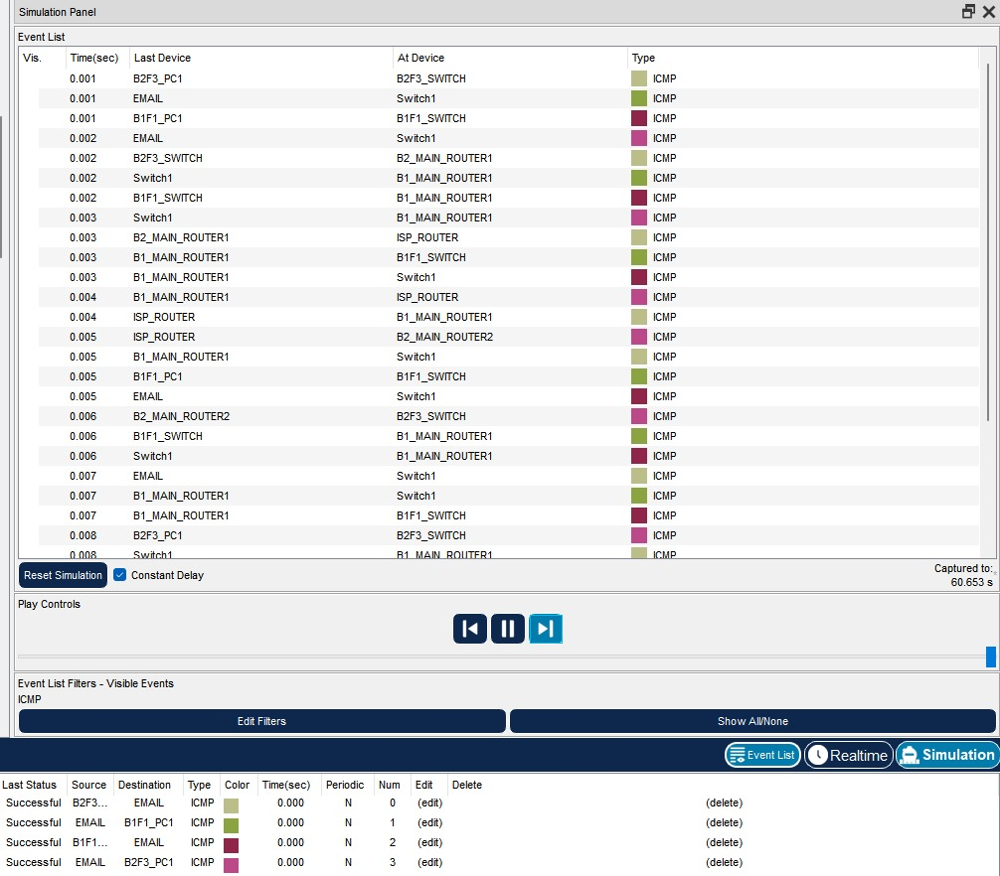 Simulation Panel
Event List
Vis. Time(sec) Last Device At Device Type
0.001 B2F3_PC1 B2F3_SWITCH ICMP
0.001 EMAIL Switch1 ICMP
0.001 B1F1_PC1 B1F1_SWITCH ICMP
0.002 EMAIL Switch1 ICMP
0.002 B2F3_SWITCH B2_MAIN_ROUTER1 ICMP
0.002 Switch1 B1_MAIN_ROUTER1 ICMP
0.002 B1F1_SWITCH B1_MAIN_ROUTER1 ICMP
0.003 Switch1 B1_MAIN_ROUTER1 ICMP
0.003 B2_MAIN_ROUTER1 ISP_ROUTER ICMP
0.003 B1_MAIN_ROUTER1 B1F1_SWITCH ICMP
0.003 B1_MAIN_ROUTER1 Switch1 ICMP
0.004 B1_MAIN_ROUTER1 ISP_ROUTER ICMP
0.004 ISP_ROUTER B1_MAIN_ROUTER1 ICMP
0.005 ISP_ROUTER B2_MAIN_ROUTER2 ICMP
0.005 B1_MAIN_ROUTER1 Switch1 ICMP
0.005 B1F1_PC1 B1F1_SWITCH ICMP
0.005 EMAIL Switch1 ICMP
0.006 B2_MAIN_ROUTER2 B2F3_SWITCH ICMP
0.006 B1F1_SWITCH B1_MAIN_ROUTER1 ICMP
0.006 Switch1 B1_MAIN_ROUTER1 ICMP
0.007 EMAIL Switch1 ICMP
0.007 B1_MAIN_ROUTER1 Switch1 ICMP
0.007 B1_MAIN_ROUTER1 B1F1_SWITCH ICMP
0.008 B2F3_PC1 B2F3_SWITCH ICMP
0.008 Switch1 B1_MAIN_ROUTER1 ICMP
Reset Simulation Constant Delay Captured to:
60.653 s
Play Controls
Event List Filters - Visible Events
ICMP
Edit Filters Show All/None
Event List Realtime Simulation
Last Status Source Destination Type Color Time(sec) Periodic Num Edit Delete
Successful B2F3... EMAIL ICMP 0.000 N 0 (edit) (delete)
Successful EMAIL B1F1_PC1 ICMP 0.000 N 1 (edit) (delete)
Successful B1F1... EMAIL ICMP 0.000 N 2 (edit) (delete)
Successful EMAIL B2F3_PC1 ICMP 0.000 N 3 (edit) (delete)